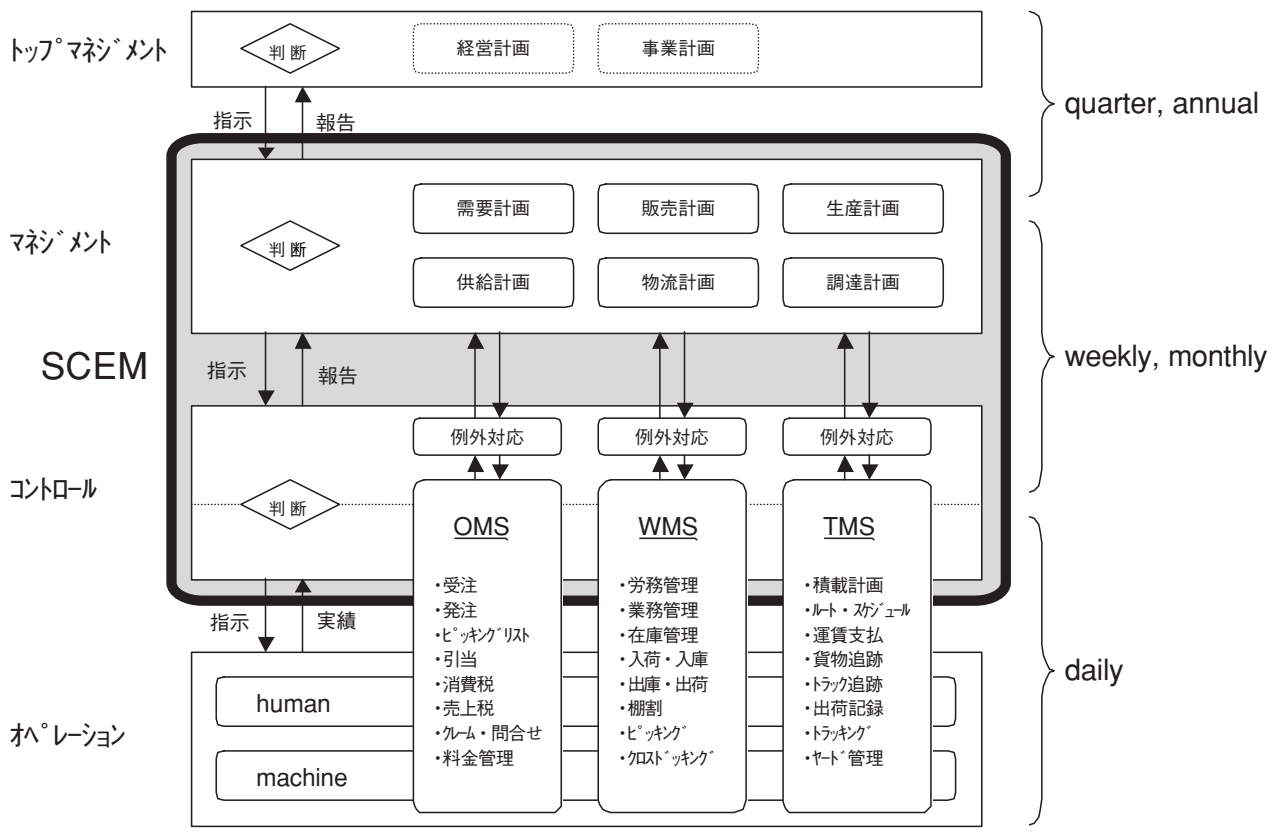 トップマネジメント
判断
経営計画
事業計画
quarter, annual
指示
報告
マネジメント
判断
需要計画
販売計画
生産計画
供給計画
物流計画
調達計画
SCEM
指示
報告
weekly, monthly
例外対応
例外対応
例外対応
コントロール
判断
OMS
・受注
・発注
・ピッキングリスト
・引当
・消費税
・売上税
・クレーム・問合せ
・料金管理
WMS
・労務管理
・業務管理
・在庫管理
・入荷・入庫
・出庫・出荷
・棚割
・ピッキング
・クロスドッキング
TMS
・積載計画
・ルート・スケジュール
・運賃支払
・貨物追跡
・トラック追跡
・出荷記録
・トラッキング
・ヤード管理
指示
実績
daily
オペレーション
human
machine